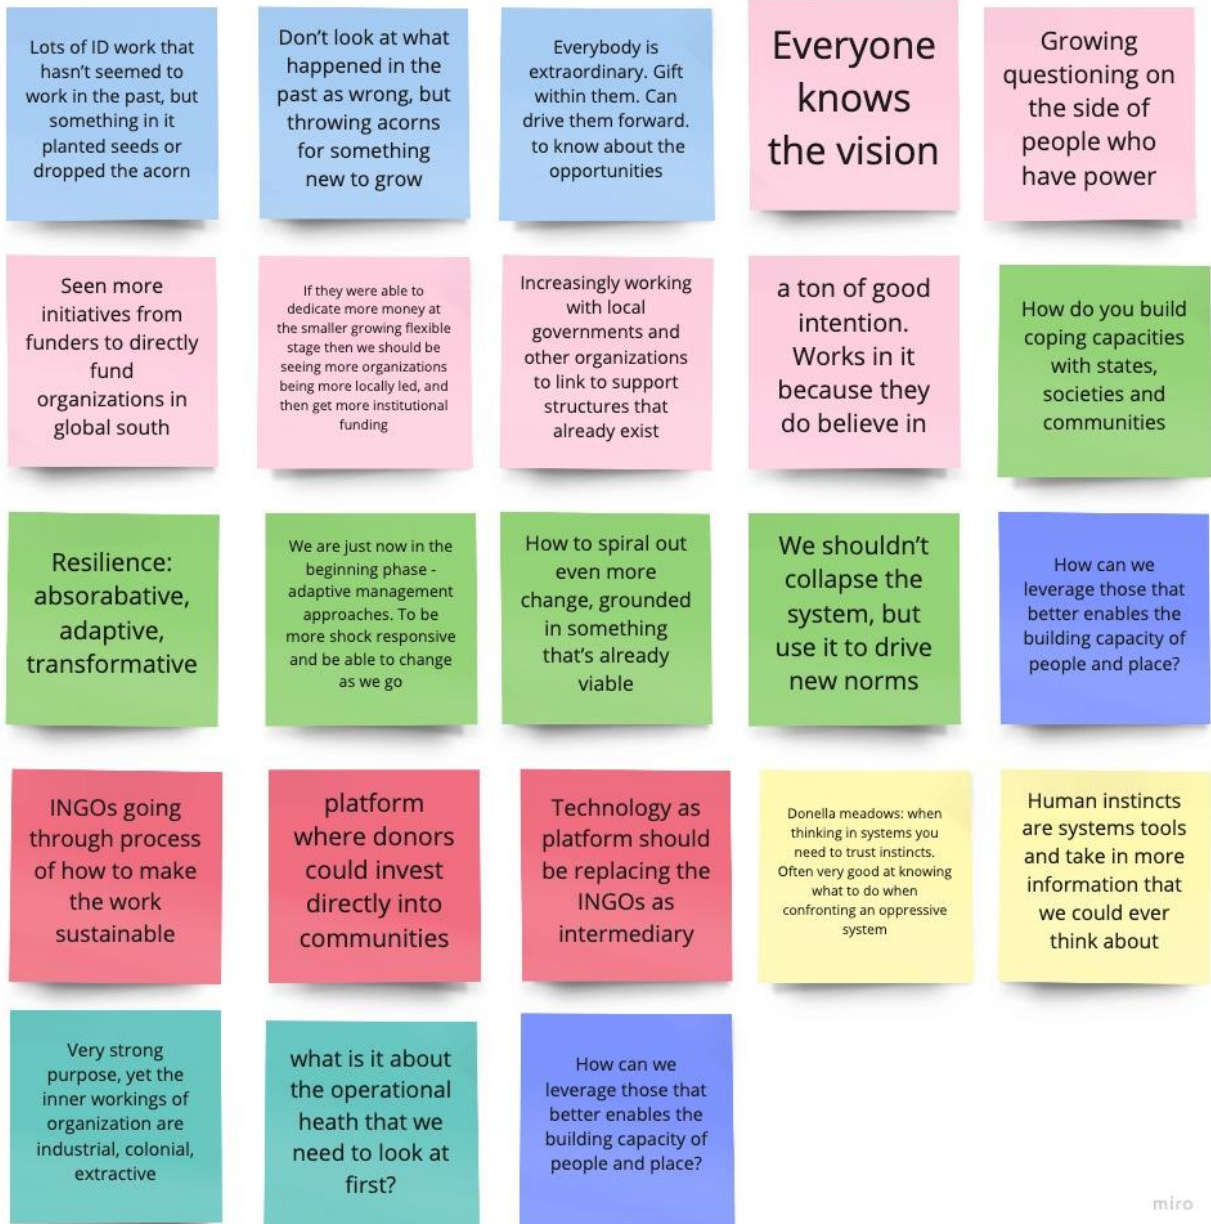 Lots of ID work that
hasn't seemed to
work in the past, but
something in it
planted seeds or
dropped the acorn
Don't look at what
happened in the
past as wrong, but
throwing acorns
for something
new to grow
Everybody is
extraordinary. Gift
within them. Can
drive them forward.
to know about the
opportunities
Everyone
knows
the vision
Growing
questioning on
the side of
people who
have power
Seen more
initiatives from
funders to directly
fund
organizations in
global south
If they were able to
dedicate more money at
the smaller growing flexible
stage then we should be
seeing more organizations
being more locally led, and
then get more institutional
funding
Increasingly working
with local
governments and
other organizations
to link to support
structures that
already exist
a ton of good
intention.
Works in it
because they
do believe in
How do you build
coping capacities
with states,
societies and
communities
Resilience:
absorabative,
adaptive,
transformative
We are just now in the
beginning phase -
adaptive management
approaches. To be
more shock responsive
and be able to change
as we go
How to spiral out
even more
change, grounded
in something
that's already
viable
We shouldn't
collapse the
system, but
use it to drive
new norms
How can we
leverage those that
better enables the
building capacity of
people and place?
INGOs going
through process
of how to make
the work
sustainable
platform
where donors
could invest
directly into
communities
Technology as
platform should
be replacing the
INGOs as
intermediary
Donella meadows: when
thinking in systems you
need to trust instincts.
Often very good at knowing
what to do when
confronting an oppressive
system
Human instincts
are systems tools
and take in more
information that
we could ever
think about
Very strong
purpose, yet the
inner workings of
organization are
industrial, colonial,
extractive
what is it about
the operational
heath that we
need to look at
first?
How can we
leverage those that
better enables the
building capacity of
people and place?
miro